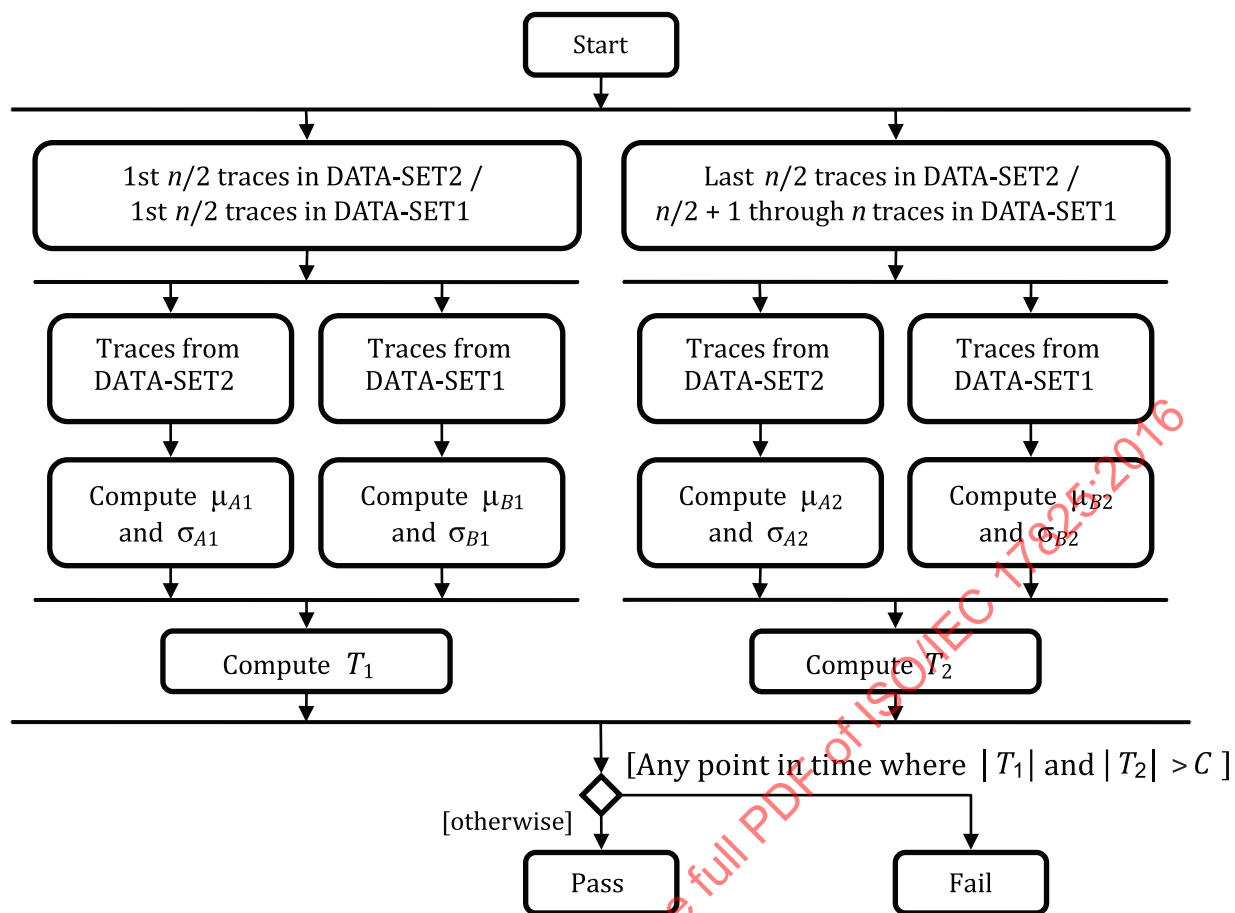 Start
1st n/2 traces in DATA-SET2 /
1st n/2 traces in DATA-SET1
Last n/2 traces in DATA-SET2 /
n/2 + 1 through n traces in DATA-SET1
Traces from
DATA-SET2
Traces from
DATA-SET1
Traces from
DATA-SET2
Traces from
DATA-SET1
Compute μA1
and σA1
Compute μB1
and σB1
Compute μA2
and σA2
Compute μB2
and σB2
Compute T1
Compute T2
[Any point in time where |T1| and |T2| > C ]
[otherwise]
Pass
Fail
full PDF of ISO/IEC 17825:2016